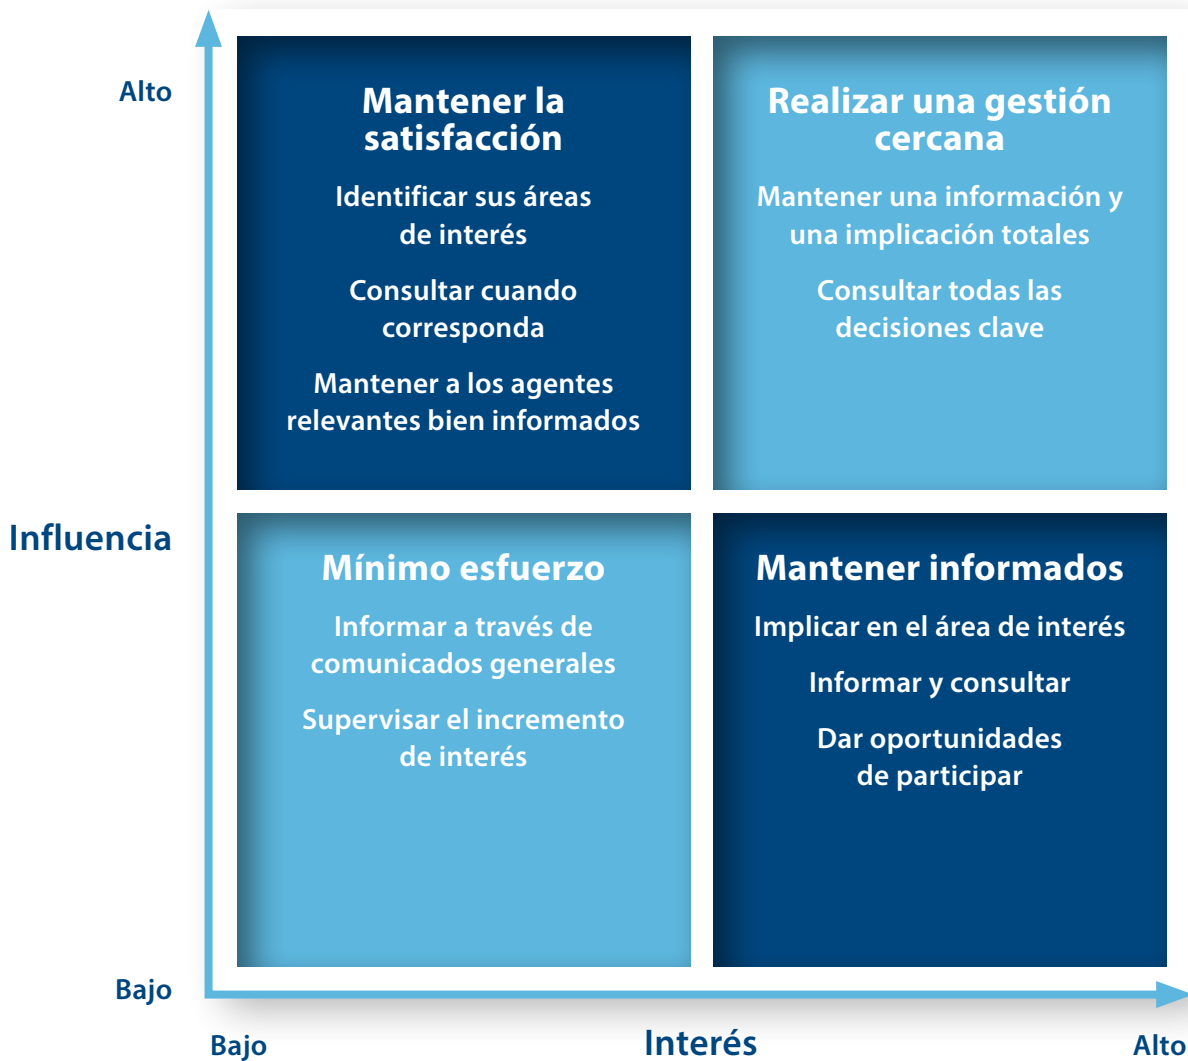 Alto
Mantener la
satisfacción
Identificar sus áreas
de interés
Consultar cuando
corresponda
Mantener a los agentes
relevantes bien informados
Realizar una gestión
cercana
Mantener una información y
una implicación totales
Consultar todas las
decisiones clave
Influencia
Mínimo esfuerzo
Informar a través de
comunicados generales
Supervisar el incremento
de interés
Mantener informados
Implicar en el área de interés
Informar y consultar
Dar oportunidades
de participar
Bajo
Bajo
Interés
Alto